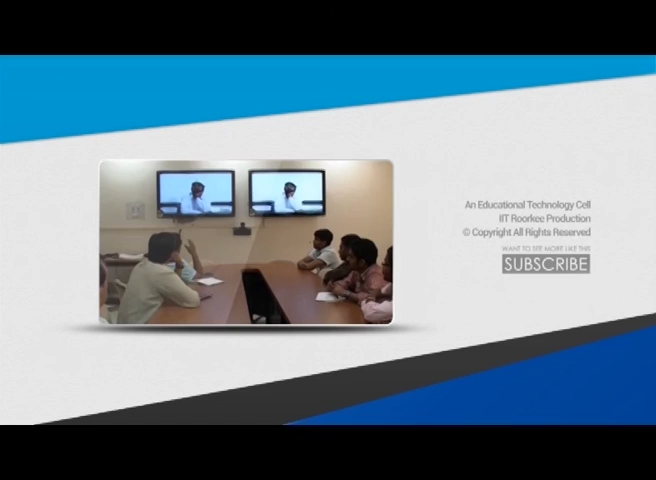 An Educational Technology Cell
IIT Roorkee Production
© Copyright All Rights Reserved
WANT TO SEE MORE LIKE THIS
SUBSCRIBE